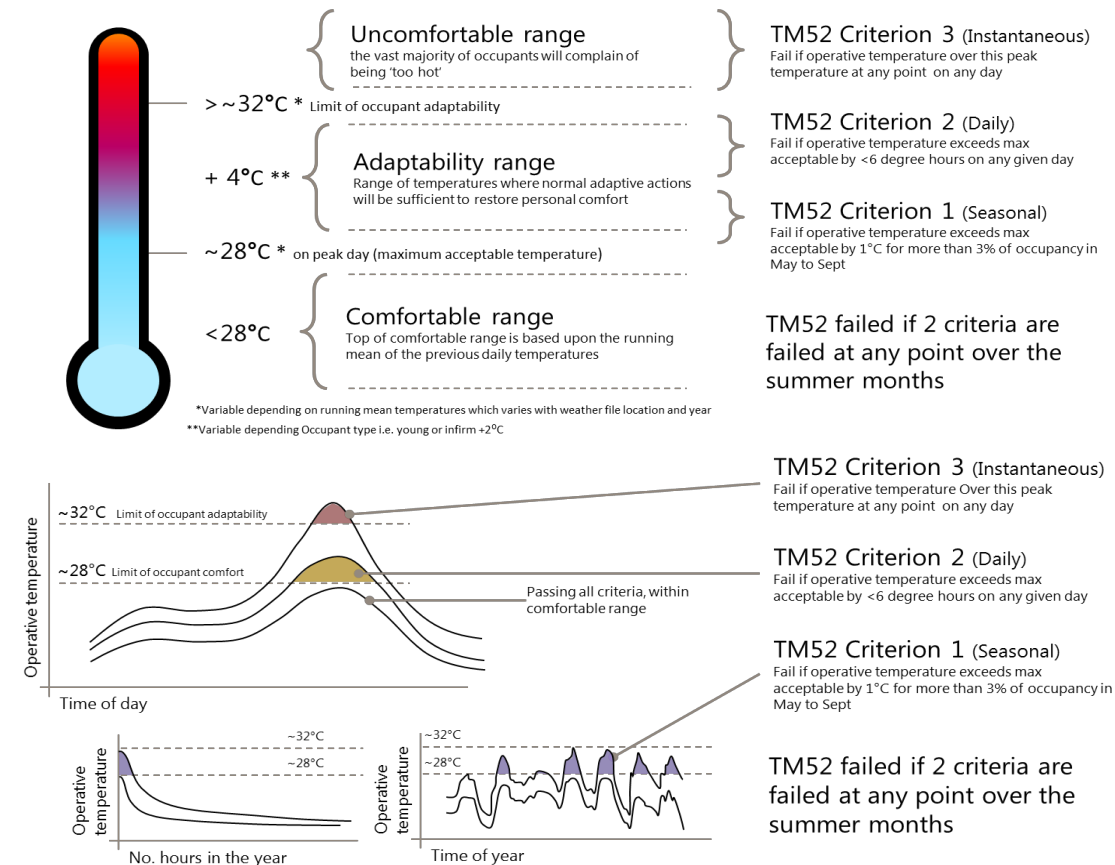 Uncomfortable range
the vast majority of occupants will complain of
being 'too hot'
TM52 Criterion 3 (Instantaneous)
Fail if operative temperature over this peak
temperature at any point on any day
>~32°C * Limit of occupant adaptability
TM52 Criterion 2 (Daily)
Fail if operative temperature exceeds max
acceptable by <6 degree hours on any given day
+ 4°C **
Adaptability range
Range of temperatures where normal adaptive actions
will be sufficient to restore personal comfort
TM52 Criterion 1 (Seasonal)
Fail if operative temperature exceeds max
acceptable by 1°C for more than 3% of occupancy in
May to Sept
~28°C * on peak day (maximum acceptable temperature)
<28°C
Comfortable range
Top of comfortable range is based upon the running
mean of the previous daily temperatures
TM52 failed if 2 criteria are
failed at any point over the
summer months
*Variable depending on running mean temperatures which varies with weather file location and year
**Variable depending Occupant type i.e. young or infirm +2°C
Operative temperature
~32°C Limit of occupant adaptability
~28°C Limit of occupant comfort
Time of day
Passing all criteria, within
comfortable range
TM52 Criterion 3 (Instantaneous)
Fail if operative temperature Over this peak
temperature at any point on any day
TM52 Criterion 2 (Daily)
Fail if operative temperature exceeds max
acceptable by <6 degree hours on any given day
TM52 Criterion 1 (Seasonal)
Fail if operative temperature exceeds max
acceptable by 1°C for more than 3% of occupancy in
May to Sept
Operative
temperature
~32°C
~28°C
No. hours in the year
Operative
temperature
~32°C
~28°C
Time of year
TM52 failed if 2 criteria are
failed at any point over the
summer months